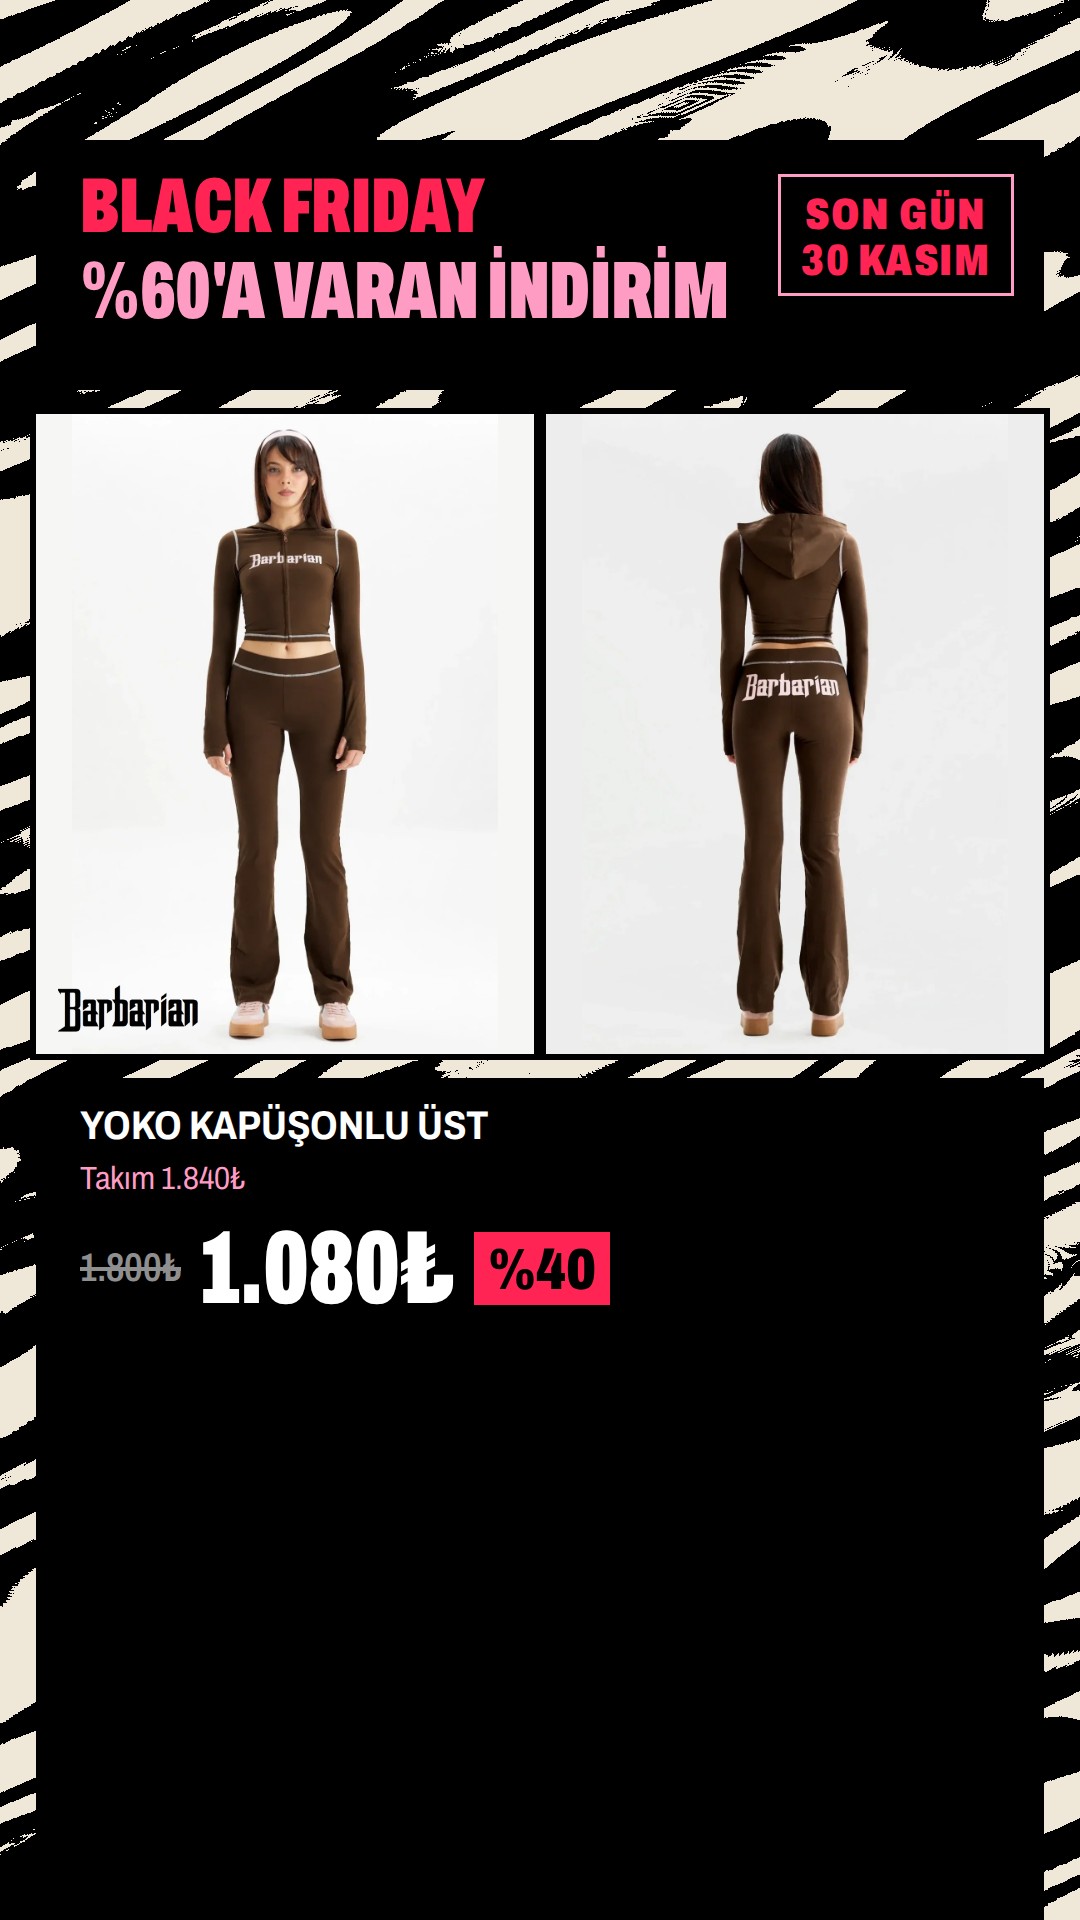 BLACK FRIDAY
%60'A VARAN İNDİRİM
SON GÜN
30 KASIM
Barbarian
Barbarian
Barbarian
YOKO KAPÜŞONLU ÜST
Takım 1.840₺
1.800₺ 1.080₺ %40